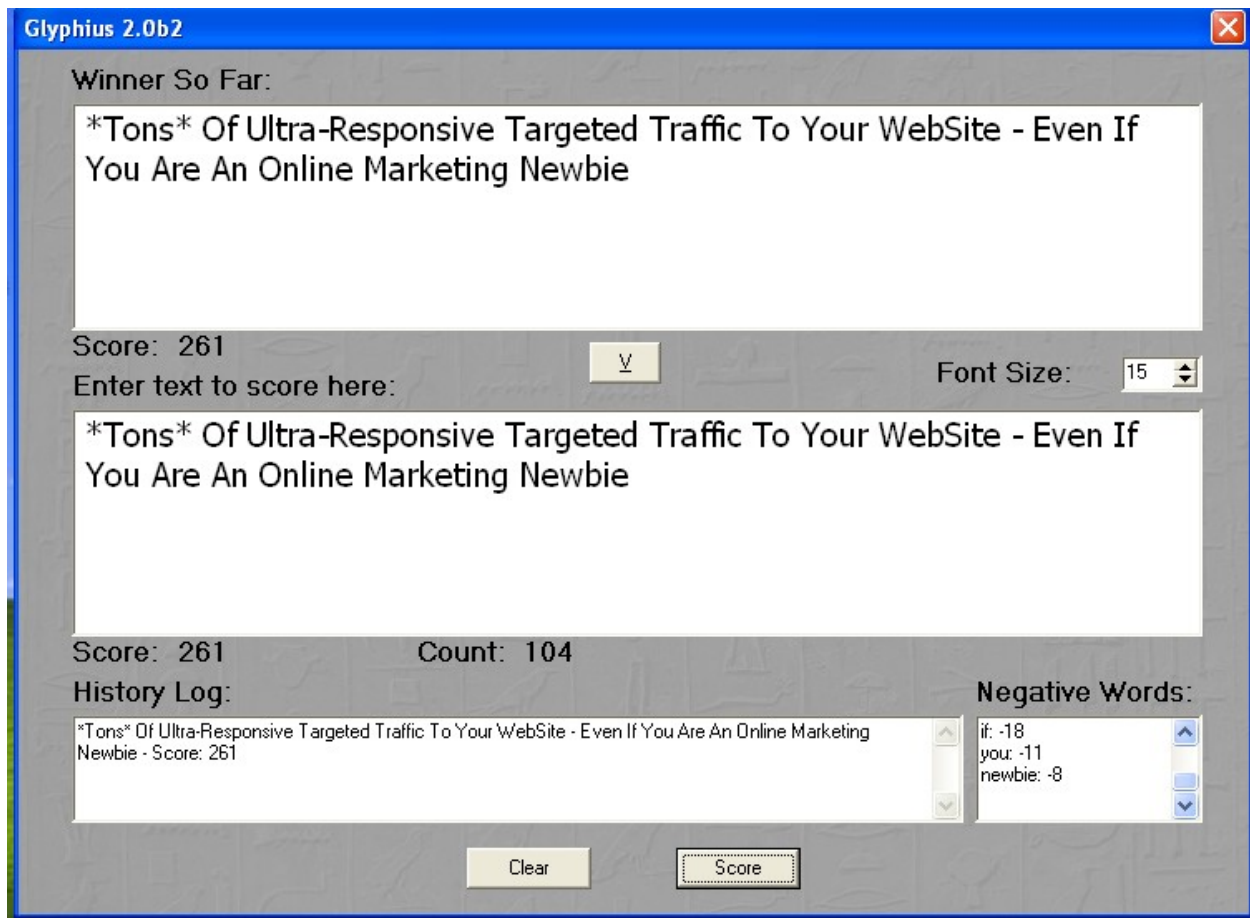 Glyphius 2.0b2
Winner So Far:
*Tons* Of Ultra-Responsive Targeted Traffic To Your WebSite - Even If
You Are An Online Marketing Newbie
Score: 261
V
Font Size: 15
Enter text to score here:
*Tons* Of Ultra-Responsive Targeted Traffic To Your WebSite - Even If
You Are An Online Marketing Newbie
Score: 261 Count: 104
History Log:
*Tons* Of Ultra-Responsive Targeted Traffic To Your WebSite - Even If You Are An Online Marketing
Newbie - Score: 261
Negative Words:
if: -18
you: -11
newbie: -8
Clear
Score